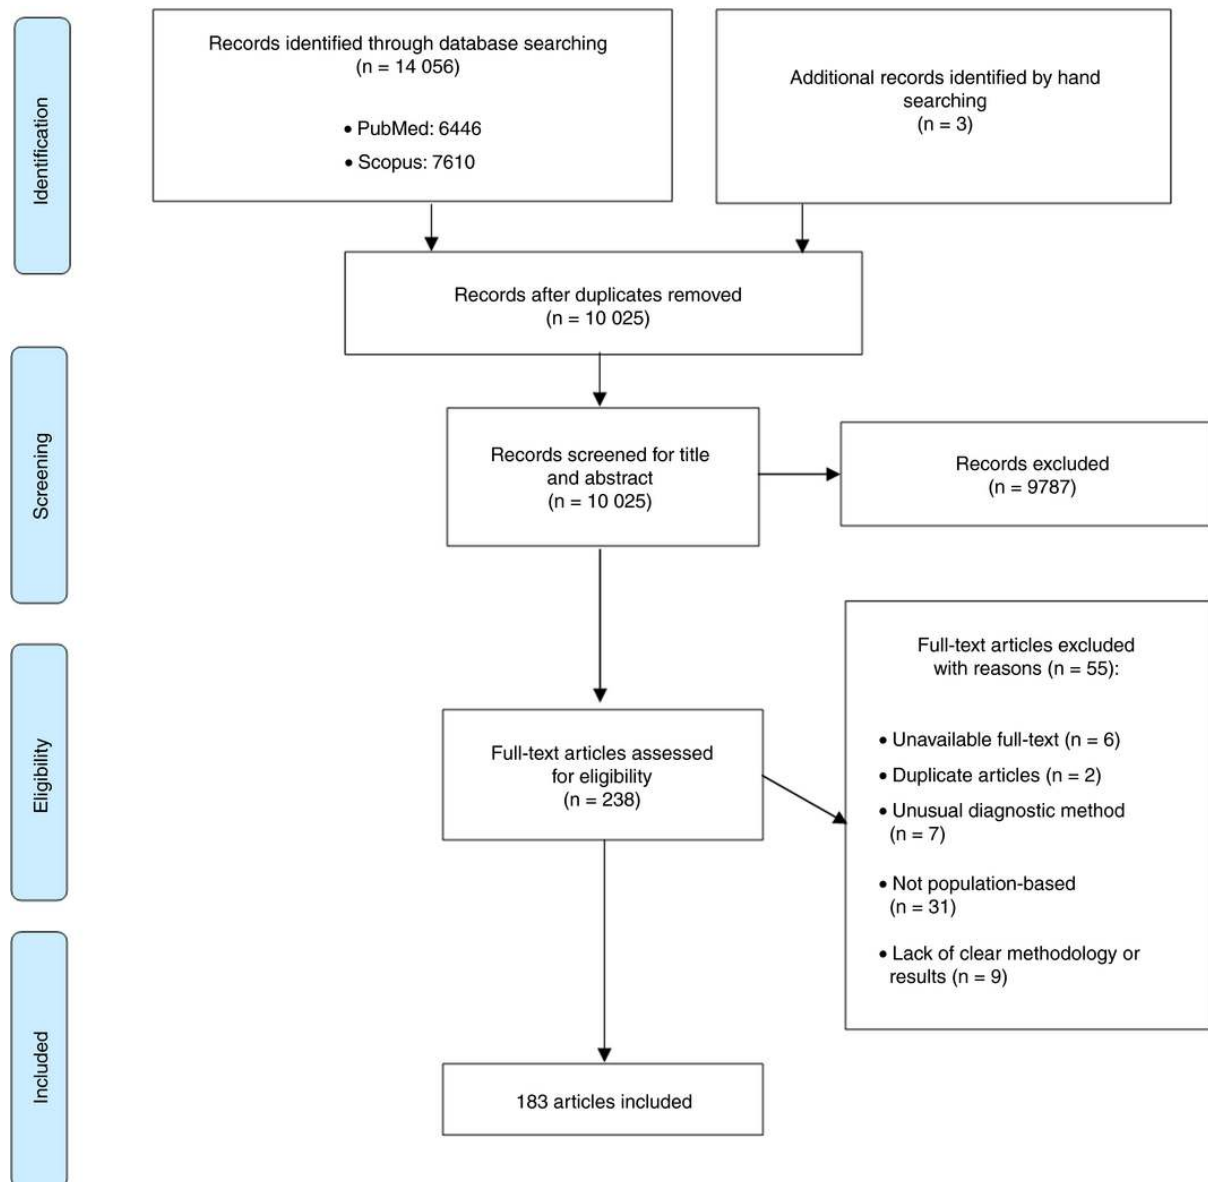 Identification
Records identified through database searching
(n = 14 056)
• PubMed: 6446
• Scopus: 7610
Additional records identified by hand
searching
(n = 3)
Records after duplicates removed
(n = 10 025)
Screening
Records screened for title
and abstract
(n = 10 025)
Records excluded
(n = 9787)
Eligibility
Full-text articles assessed
for eligibility
(n = 238)
Full-text articles excluded
with reasons (n = 55):
• Unavailable full-text (n = 6)
• Duplicate articles (n = 2)
• Unusual diagnostic method
(n = 7)
• Not population-based
(n = 31)
• Lack of clear methodology or
results (n = 9)
Included
183 articles included